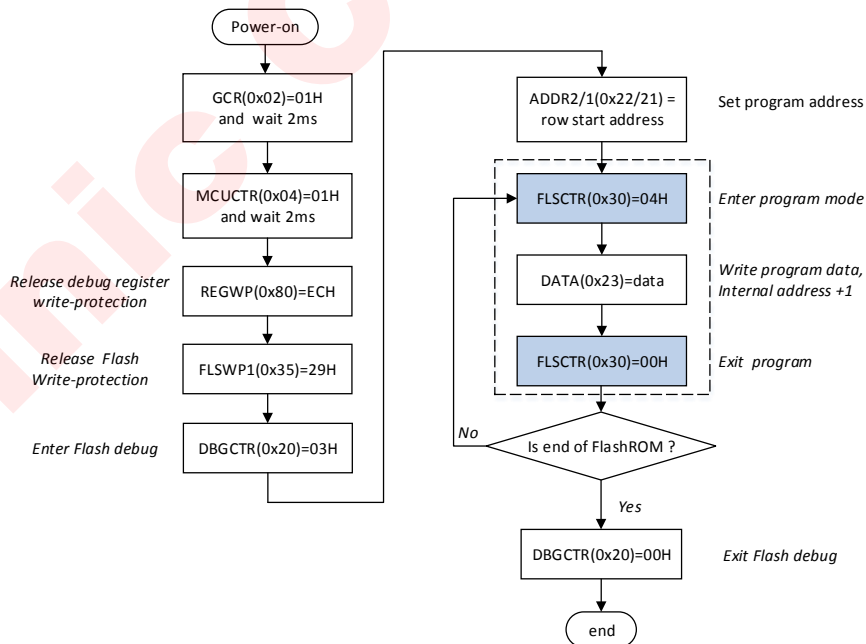 Power-on
GCR(0x02)=01H
and wait 2ms
MCUCTR(0x04)=01H
and wait 2ms
Release debug register
write-protection
REGWP(0x80)=ECH
Release Flash
Write-protection
FLSWP1(0x35)=29H
Enter Flash debug
DBGCTR(0x20)=03H
ADDR2/1(0x22/21) =
row start address
Set program address
FLSCTR(0x30)=04H
Enter program mode
DATA(0x23)=data
Write program data,
Internal address +1
FLSCTR(0x30)=00H
Exit program
No
Is end of FlashROM ?
Yes
DBGCTR(0x20)=00H
Exit Flash debug
end
nic